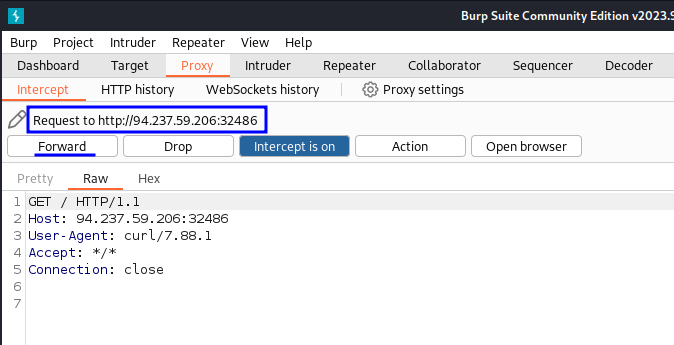 Burp Suite Community Edition v2023.9
Burp Project Intruder Repeater View Help
Dashboard Target Proxy Intruder Repeater Collaborator Sequencer Decoder
Intercept HTTP history WebSockets history Proxy settings
Request to http://94.237.59.206:32486
Forward Drop Intercept is on Action Open browser
Pretty Raw Hex
1 GET / HTTP/1.1
2 Host: 94.237.59.206:32486
3 User-Agent: curl/7.88.1
4 Accept: */*
5 Connection: close
6
7